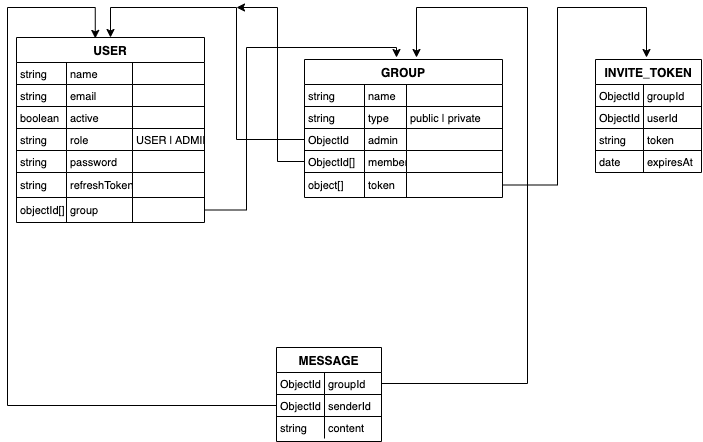 USER
string name
string email
boolean active
string role USER | ADMI
string password
string refreshToken
objectId[] group
GROUP
string name
string type public | private
ObjectId admin
ObjectId[] member
object[] token
INVITE_TOKEN
ObjectId groupId
ObjectId userId
string token
date expiresAt
MESSAGE
ObjectId groupId
ObjectId senderId
string content